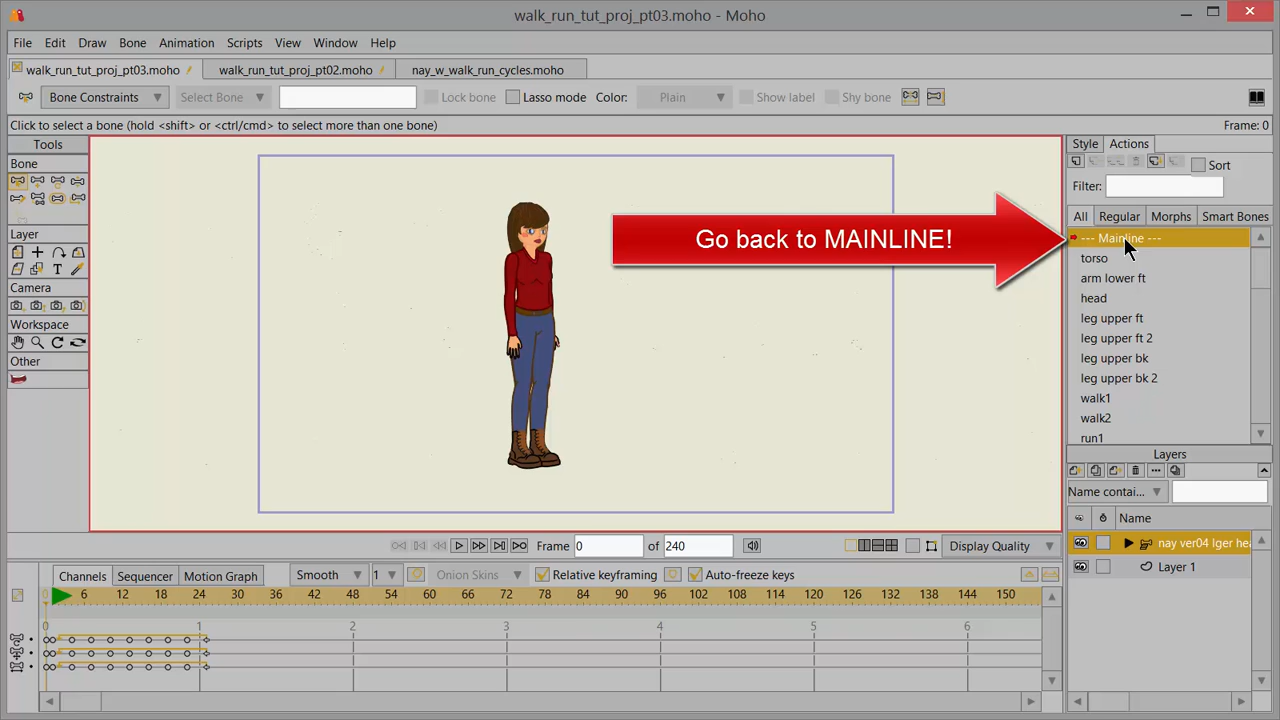 walk_run_tut_proj_pt03.moho - Moho
File Edit Draw Bone Animation Scripts View Window Help
walk_run_tut_proj_pt03.moho walk_run_tut_proj_pt02.moho nay_w_walk_run_cycles.moho
Bone Constraints Select Bone Lock bone Lasso mode Color: Plain Show label Shy bone
Click to select a bone (hold <shift> or <ctrl/cmd> to select more than one bone) Frame: 0
Tools
Bone
Layer
Camera
Workspace
Other
Go back to MAINLINE!
Style Actions
Sort
Filter:
All Regular Morphs Smart Bones
--- Mainline ---
torso
arm lower ft
head
leg upper ft
leg upper ft 2
leg upper bk
leg upper bk 2
walk1
walk2
run1
Layers
Name contai...
Name
nay ver04 lger hea
Layer 1
Frame 0 of 240 Display Quality
Channels Sequencer Motion Graph Smooth 1 Onion Skins Relative keyframing Auto-freeze keys
0 6 12 18 24 30 36 42 48 54 60 66 72 78 84 90 96 102 108 114 120 126 132 138 144 150
0 1 2 3 4 5 6